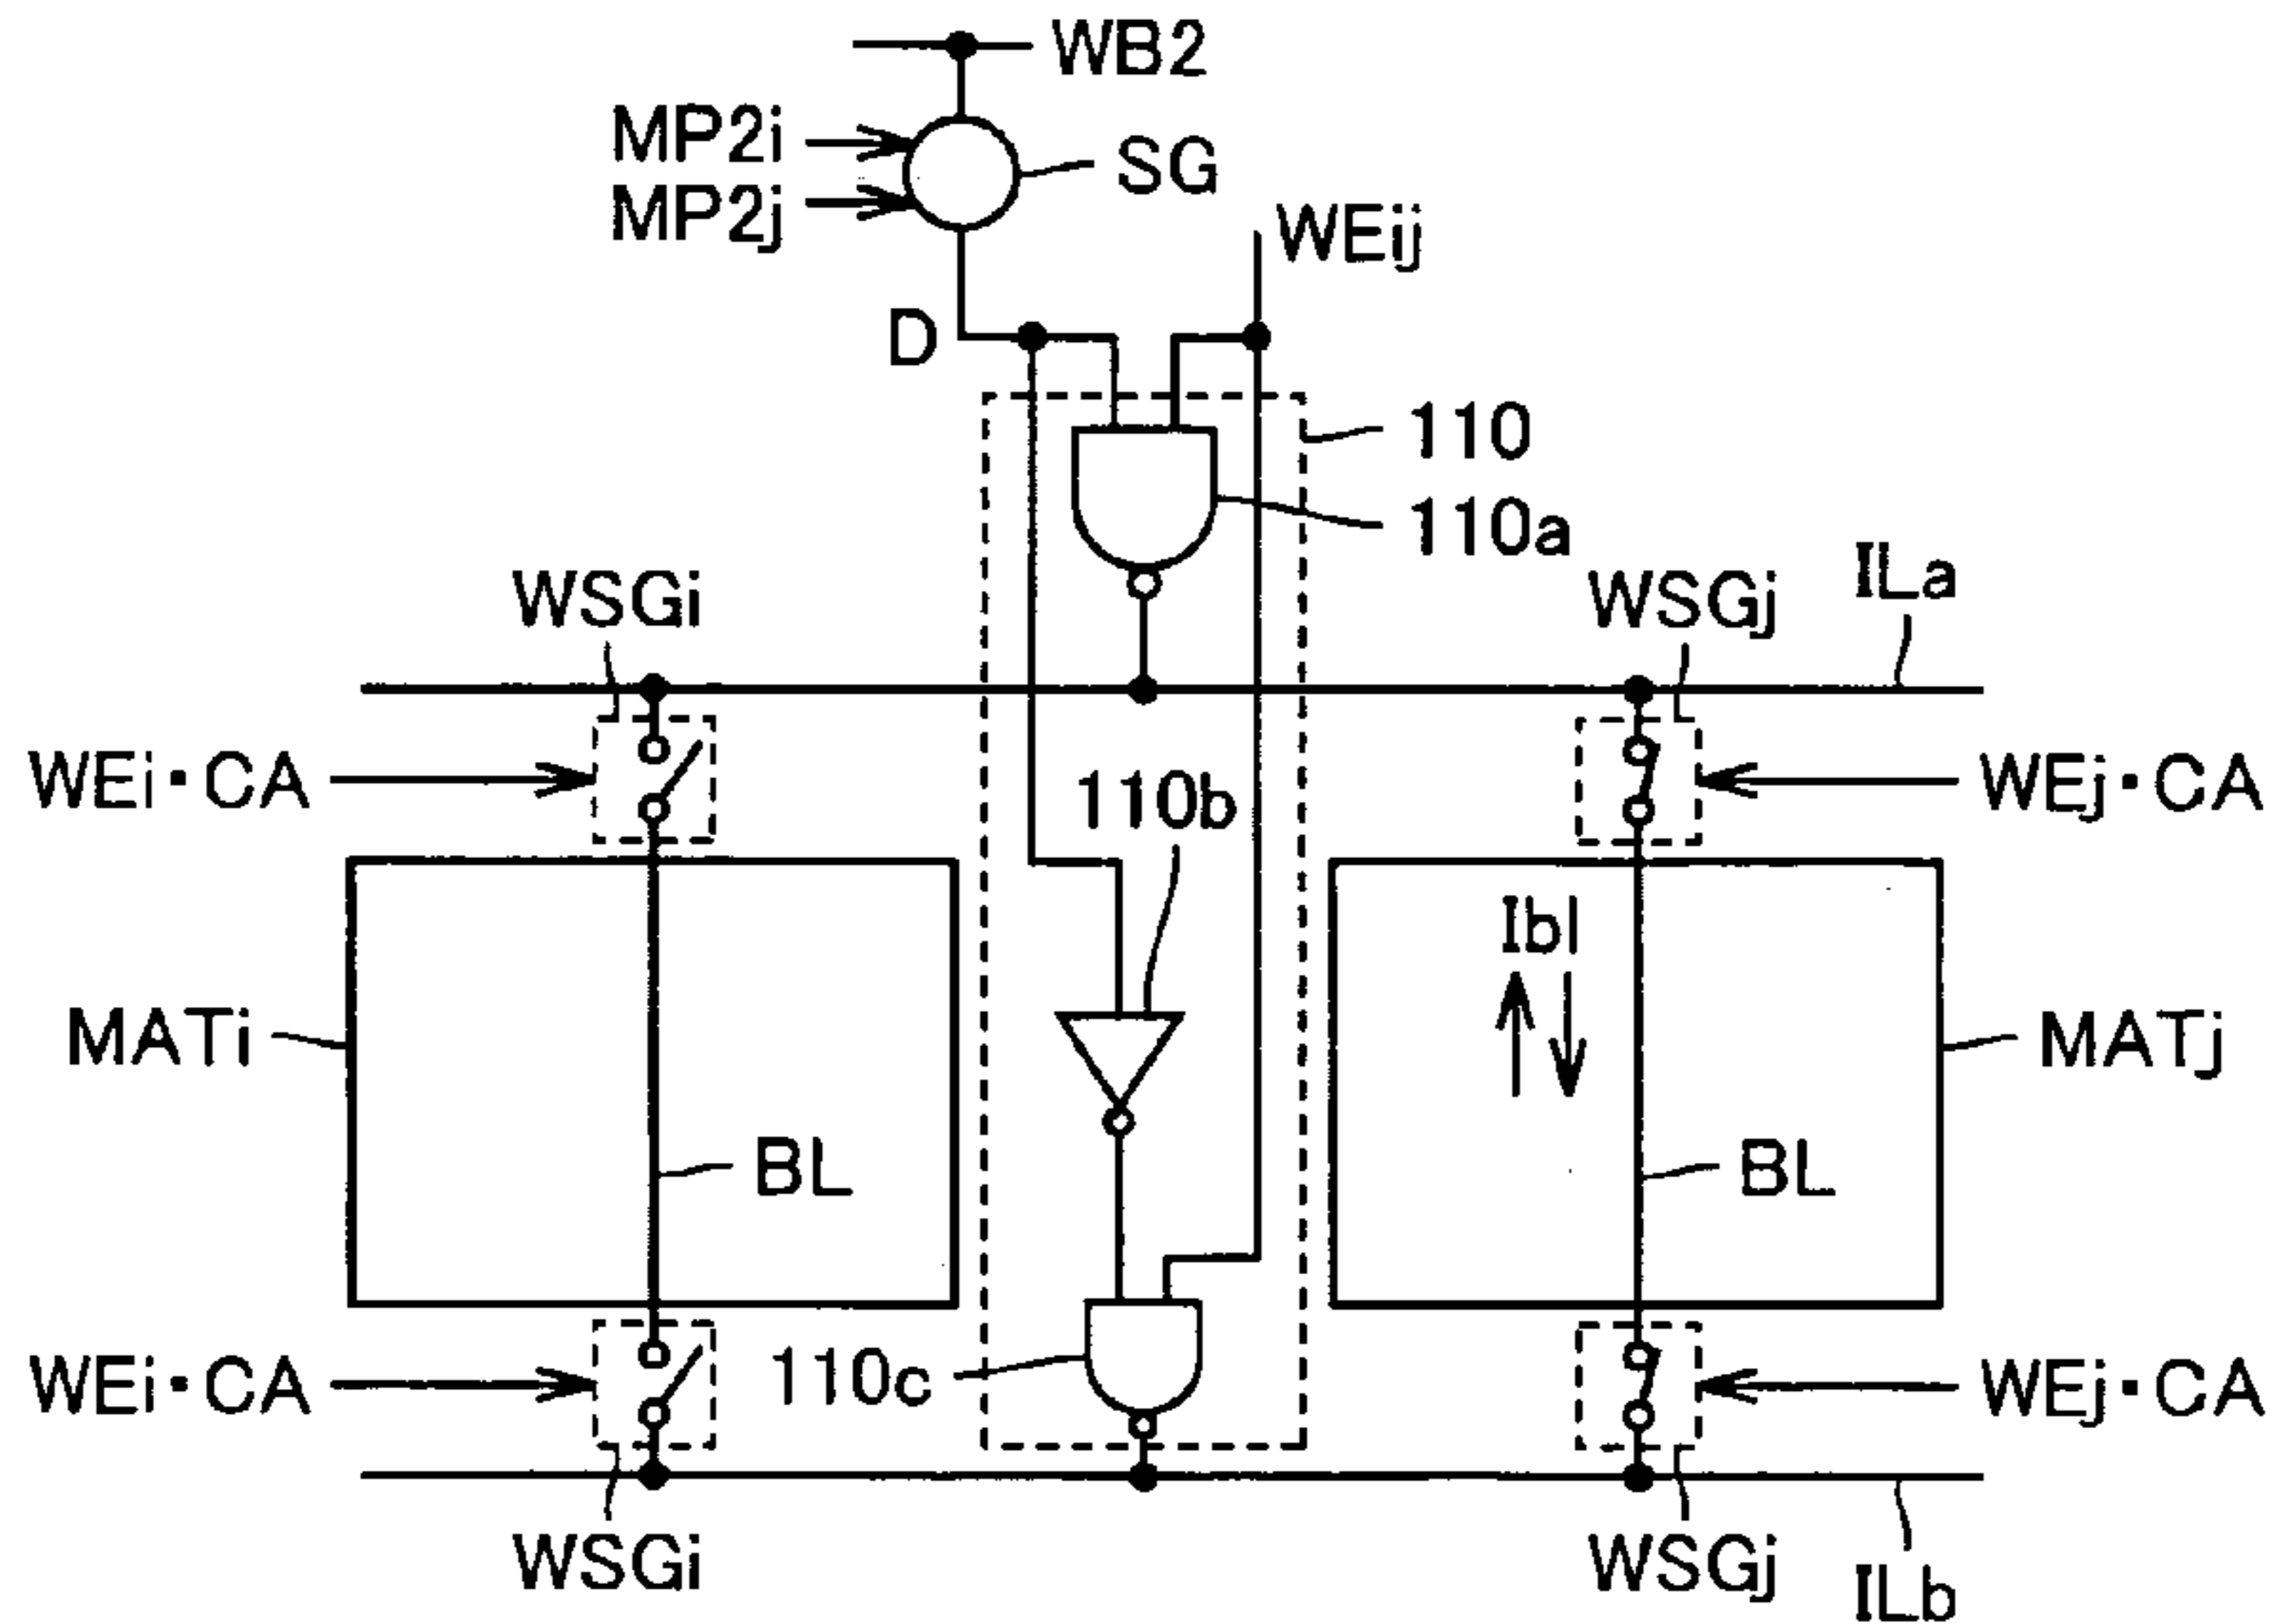 WB2
MP2i
SG
MP2j
WEij
D
110
110a
WSGi
WSGj
ILa
WEi・CA
110b
WEj・CA
Ibl
MATi
MATj
BL
BL
WEi・CA
110c
WEj・CA
WSGi
WSGj
ILb